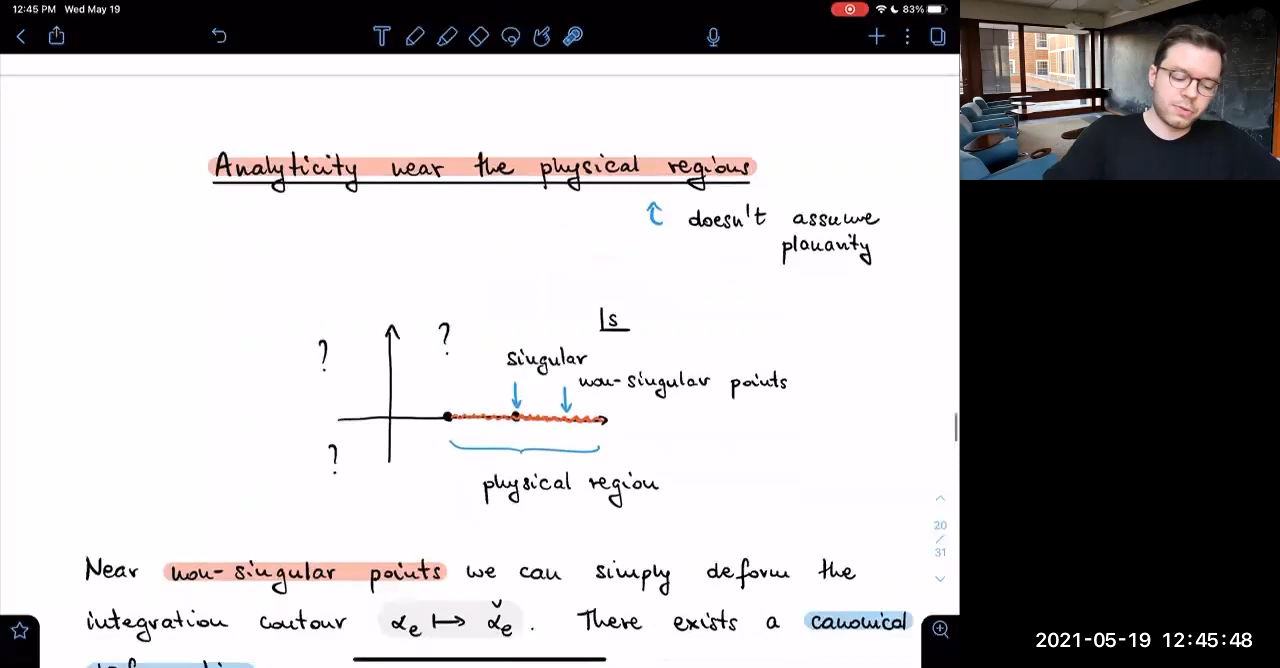 12:45 PM Wed May 19
83%
Analyticity near the physical regions
doesn't assume
planarity
s
? ?
singular
non-singular points
?
physical region
20
/
31
Near non-singular points we can simply deform the
integration contour αₑ ↦ α̌ₑ. There exists a canonical
2021-05-19 12:45:48